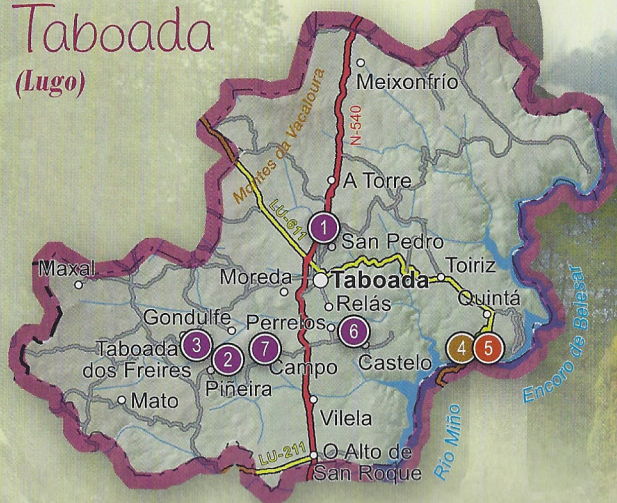 Taboada
(Lugo)
Meixonfrío
Montes da Vacaloura
N-540
A Torre
LU-611
1
San Pedro
Maxal
Moreda
Taboada
Toiriz
Relás
Quintá
Gondulfe
Perrelos
6
Taboada
dos Freires
3
2
7
Campo
Castelo
4
5
Piñeira
Encoro de Belesar
Mato
Vilela
Río Miño
LU-211
O Alto de
San Roque